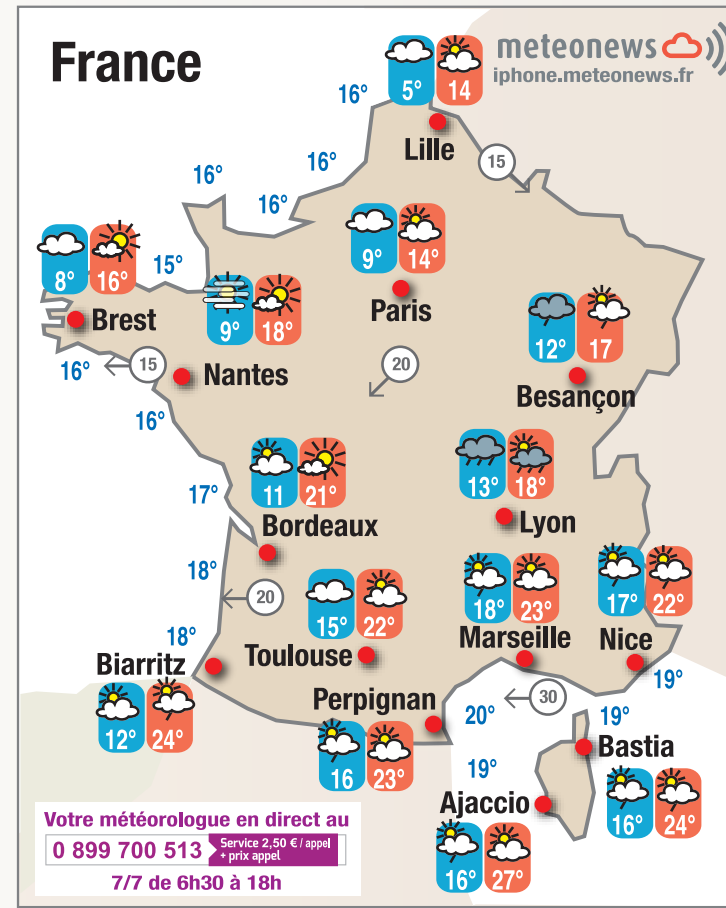 France
meteonews
iphone.meteonews.fr
5° 14
Lille
16°
15
16°
16°
16°
9° 14°
Paris
8° 16°
Brest
15°
9° 18°
Nantes
16°
15
20
12° 17
Besançon
16°
11 21°
Bordeaux
17°
13° 18°
Lyon
18°
20
15° 22°
Toulouse
18° 23°
Marseille
17° 22°
Nice
18°
Biarritz
12° 24°
19°
Perpignan
16 23°
30
20°
19°
19°
Bastia
16° 24°
Ajaccio
16° 27°
Votre météorologue en direct au
0 899 700 513 Service 2,50 € / appel
+ prix appel
7/7 de 6h30 à 18h